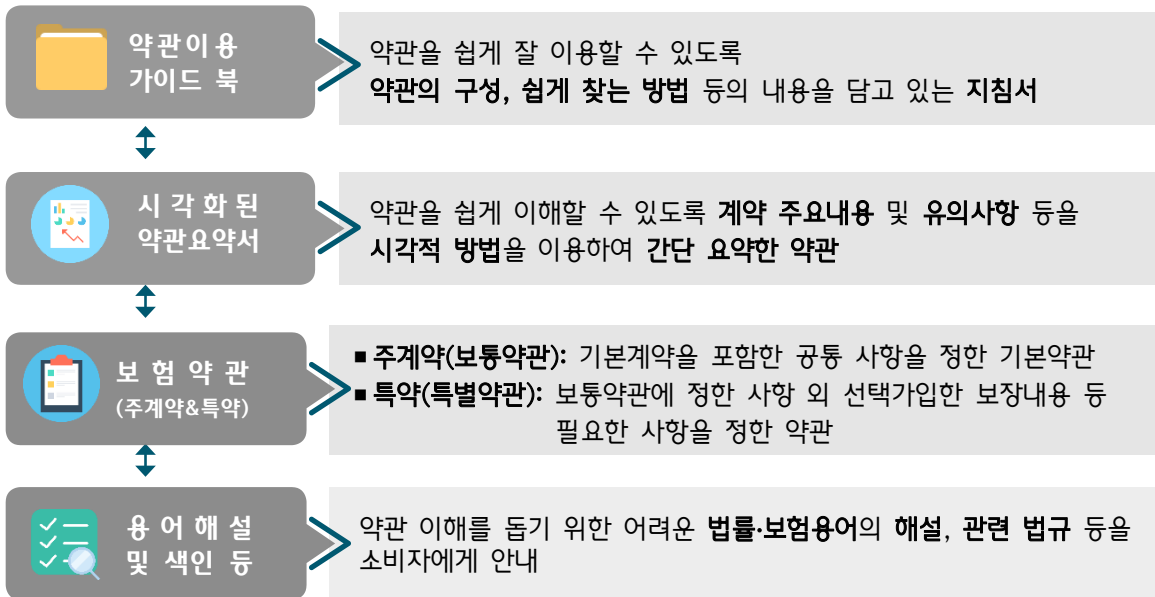 약관이용
가이드 북
약관을 쉽게 잘 이용할 수 있도록
약관의 구성, 쉽게 찾는 방법 등의 내용을 담고 있는 지침서
시각화된
약관요약서
약관을 쉽게 이해할 수 있도록 계약 주요내용 및 유의사항 등을
시각적 방법을 이용하여 간단 요약한 약관
보험약관
(주계약&특약)
▪ 주계약(보통약관): 기본계약을 포함한 공통 사항을 정한 기본약관
▪ 특약(특별약관): 보통약관에 정한 사항 외 선택가입한 보장내용 등
필요한 사항을 정한 약관
용어해설
및 색인 등
약관 이해를 돕기 위한 어려운 법률·보험용어의 해설, 관련 법규 등을
소비자에게 안내